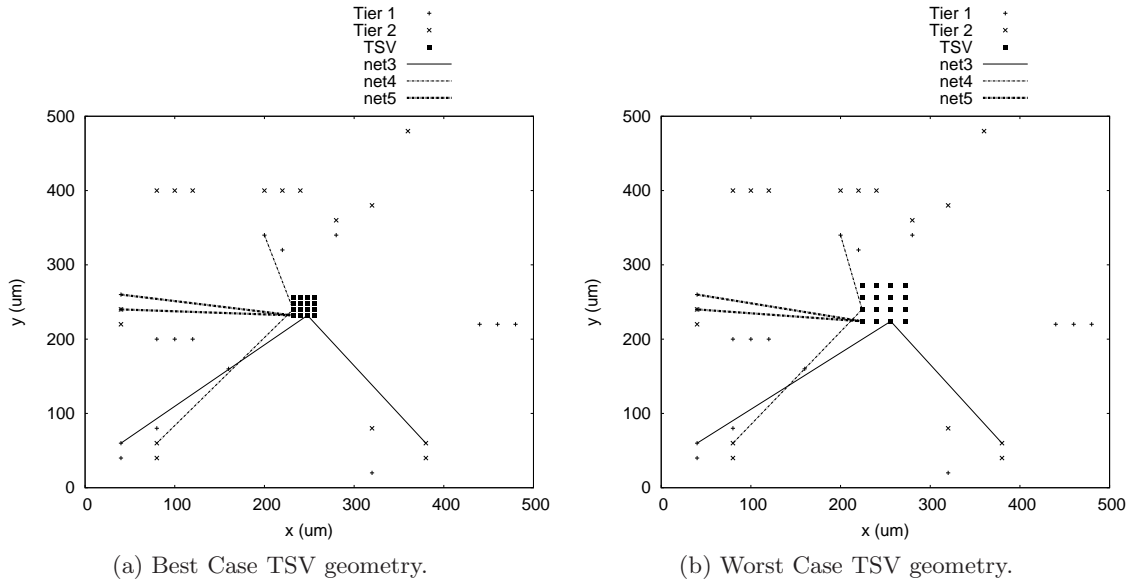 Tier 1
Tier 2
TSV
net3
net4
net5
500
400
300
200
100
0
y (um)
0 100 200 300 400 500
x (um)
(a) Best Case TSV geometry.
Tier 1
Tier 2
TSV
net3
net4
net5
500
400
300
200
100
0
y (um)
0 100 200 300 400 500
x (um)
(b) Worst Case TSV geometry.